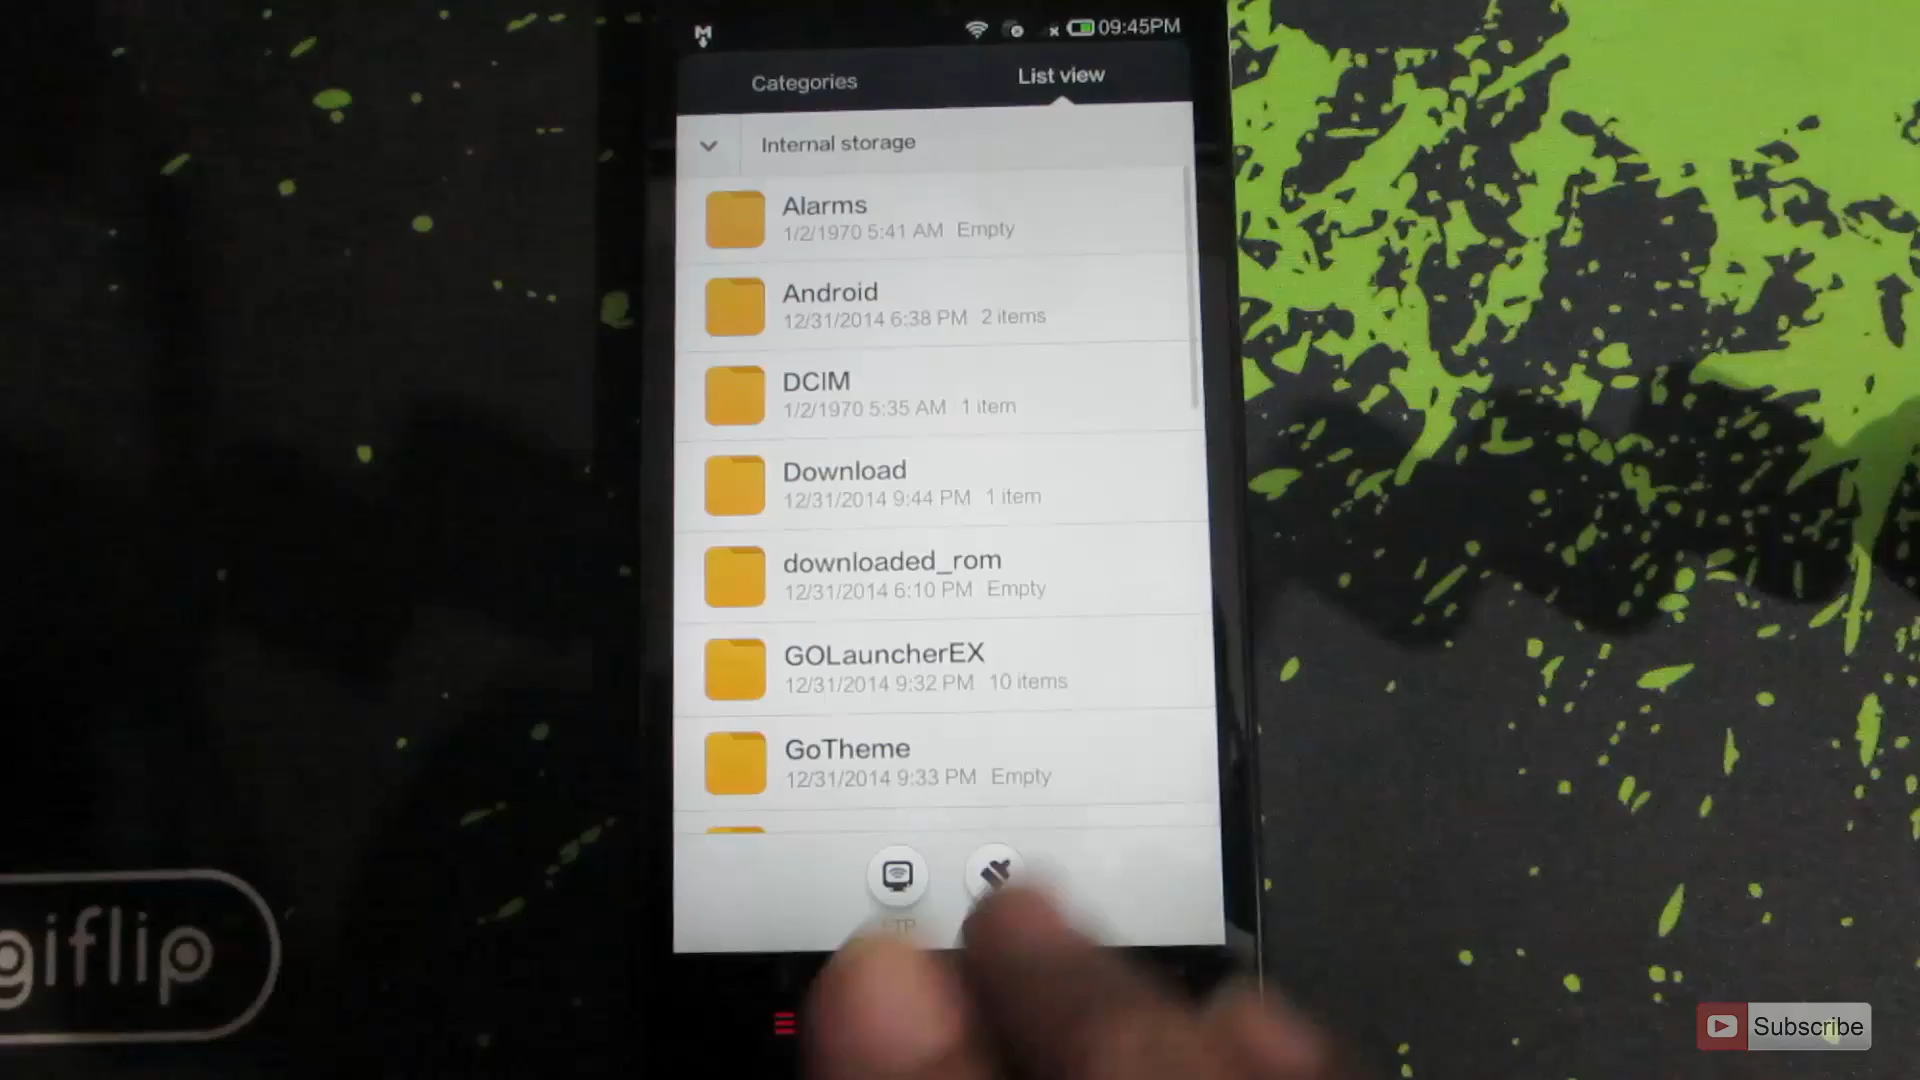 09:45PM
Categories
List view
Internal storage
Alarms
1/2/1970 5:41 AM Empty
Android
12/31/2014 6:38 PM 2 items
DCIM
1/2/1970 5:35 AM 1 item
Download
12/31/2014 9:44 PM 1 item
downloaded_rom
12/31/2014 6:10 PM Empty
GOLauncherEX
12/31/2014 9:32 PM 10 items
GoTheme
12/31/2014 9:33 PM Empty
giflip
Subscribe